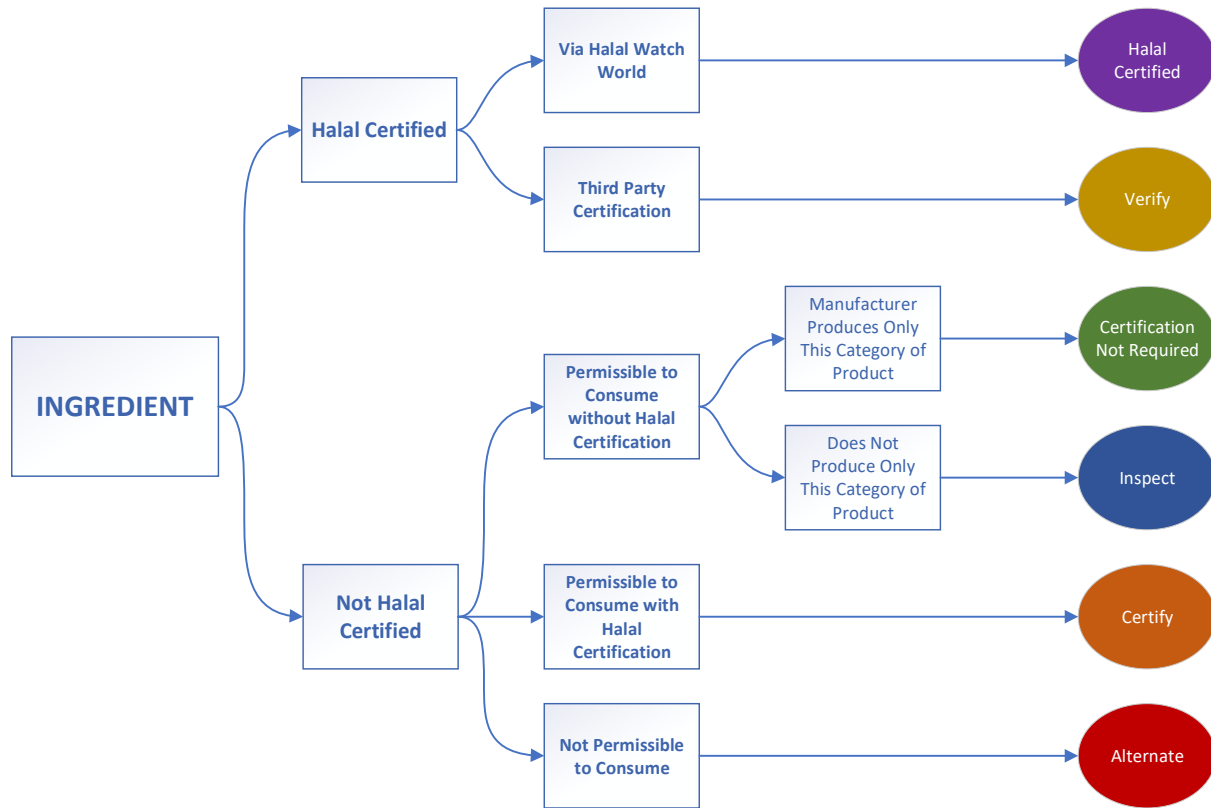 Via Halal Watch
World
Halal
Certified
Halal Certified
Third Party
Certification
Verify
INGREDIENT
Manufacturer
Produces Only
This Category of
Product
Certification
Not Required
Permissible to
Consume
without Halal
Certification
Does Not
Produce Only
This Category of
Product
Inspect
Not Halal
Certified
Permissible to
Consume with
Halal
Certification
Certify
Not Permissible
to Consume
Alternate